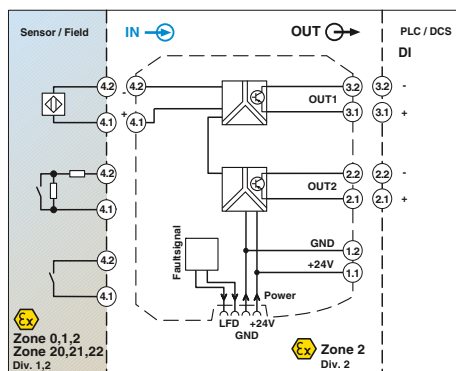 Sensor / Field
IN
OUT
PLC / DCS
DI
4.2
4.2
-
3.2
3.2
-
OUT1
4.1
+
4.1
3.1
3.1
+
4.2
2.2
2.2
-
OUT2
4.1
2.1
2.1
+
GND
1.2
4.2
Faultsignal
+24V
1.1
4.1
Power
LFD
+24V
GND
Ex
Zone 0,1,2
Zone 20,21,22
Div. 1,2
Ex
Zone 2
Div. 2